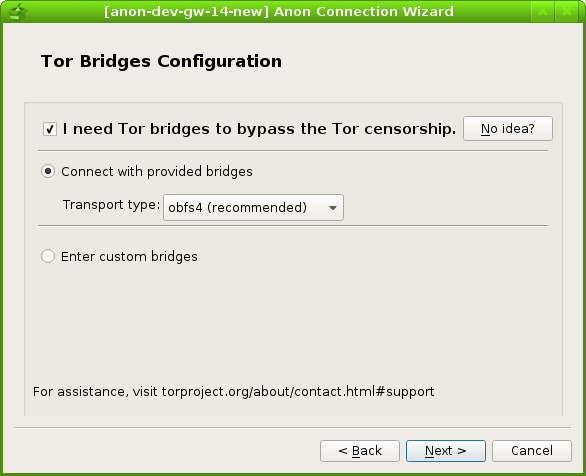 [anon-dev-gw-14-new] Anon Connection Wizard
Tor Bridges Configuration
I need Tor bridges to bypass the Tor censorship. No idea?
Connect with provided bridges
Transport type: obfs4 (recommended)
Enter custom bridges
For assistance, visit torproject.org/about/contact.html#support
< Back Next > Cancel